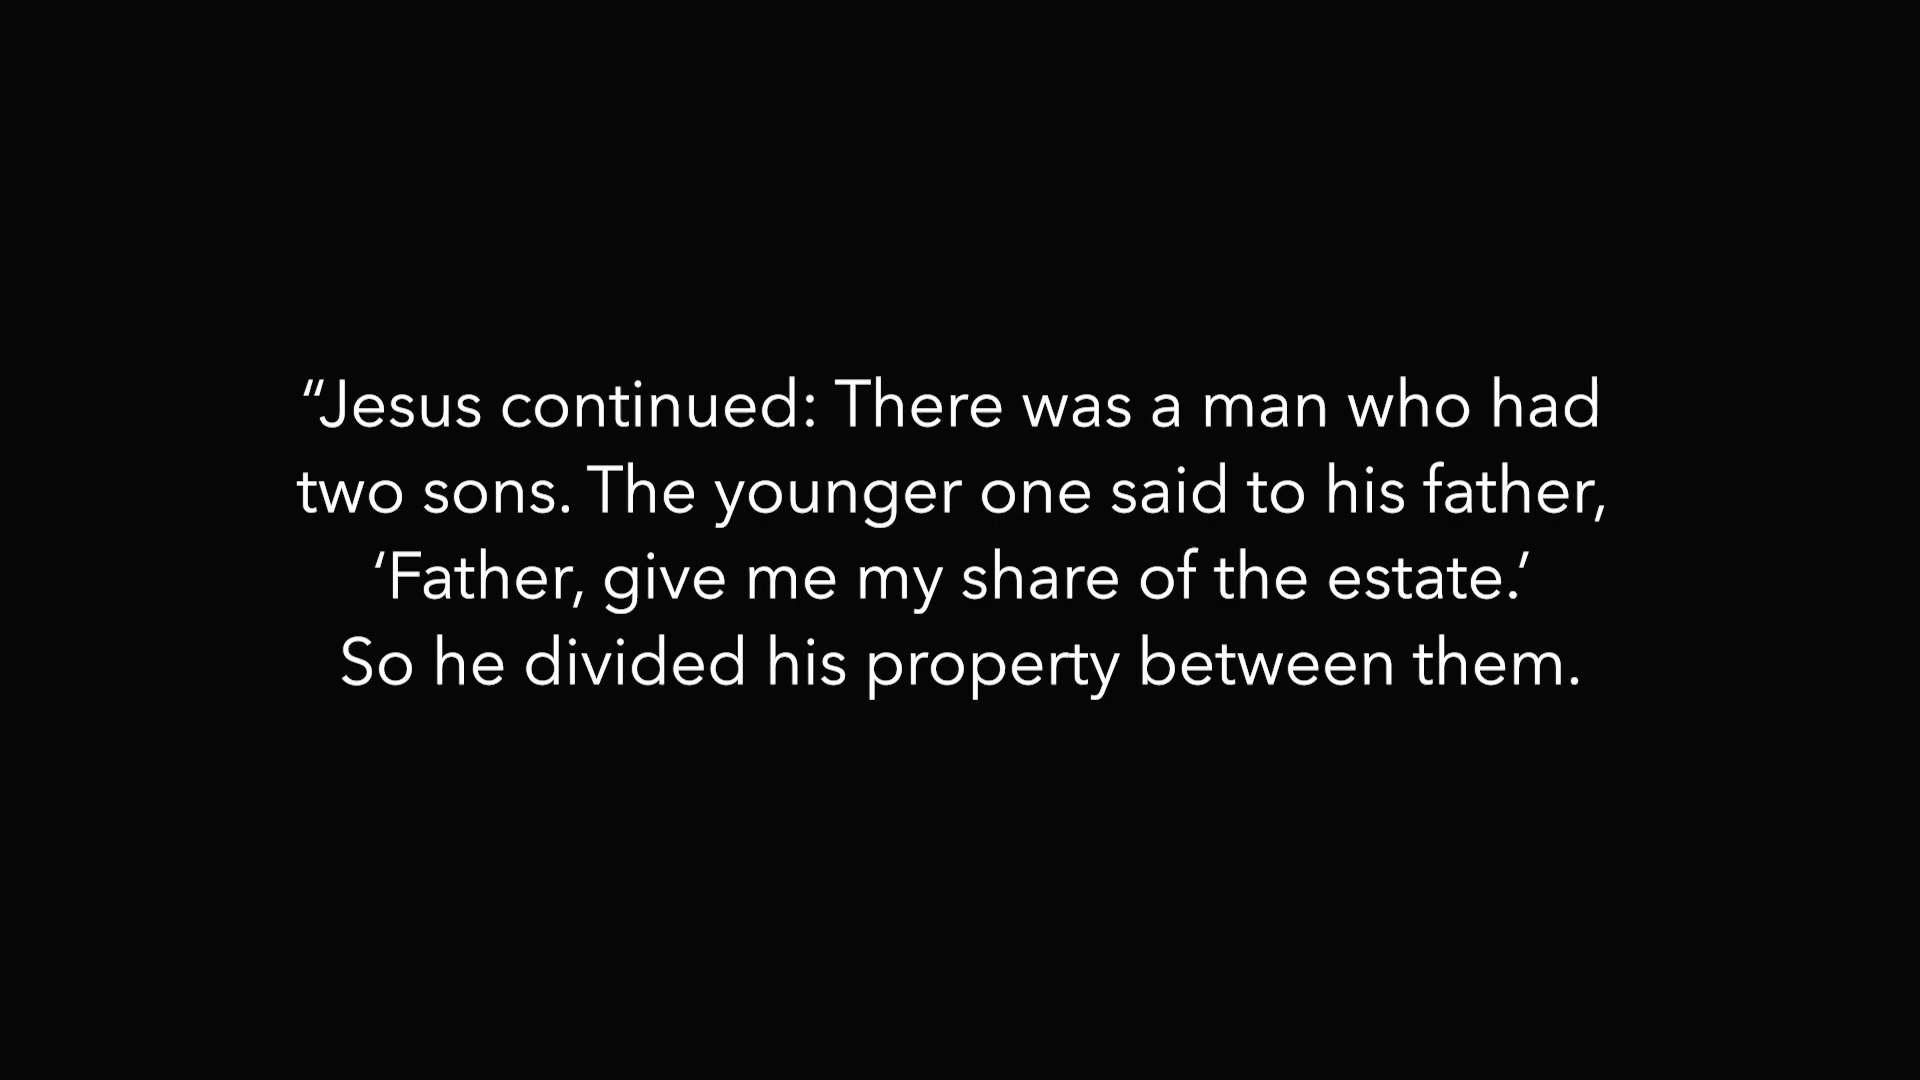 “Jesus continued: There was a man who had
two sons. The younger one said to his father,
‘Father, give me my share of the estate.’
So he divided his property between them.